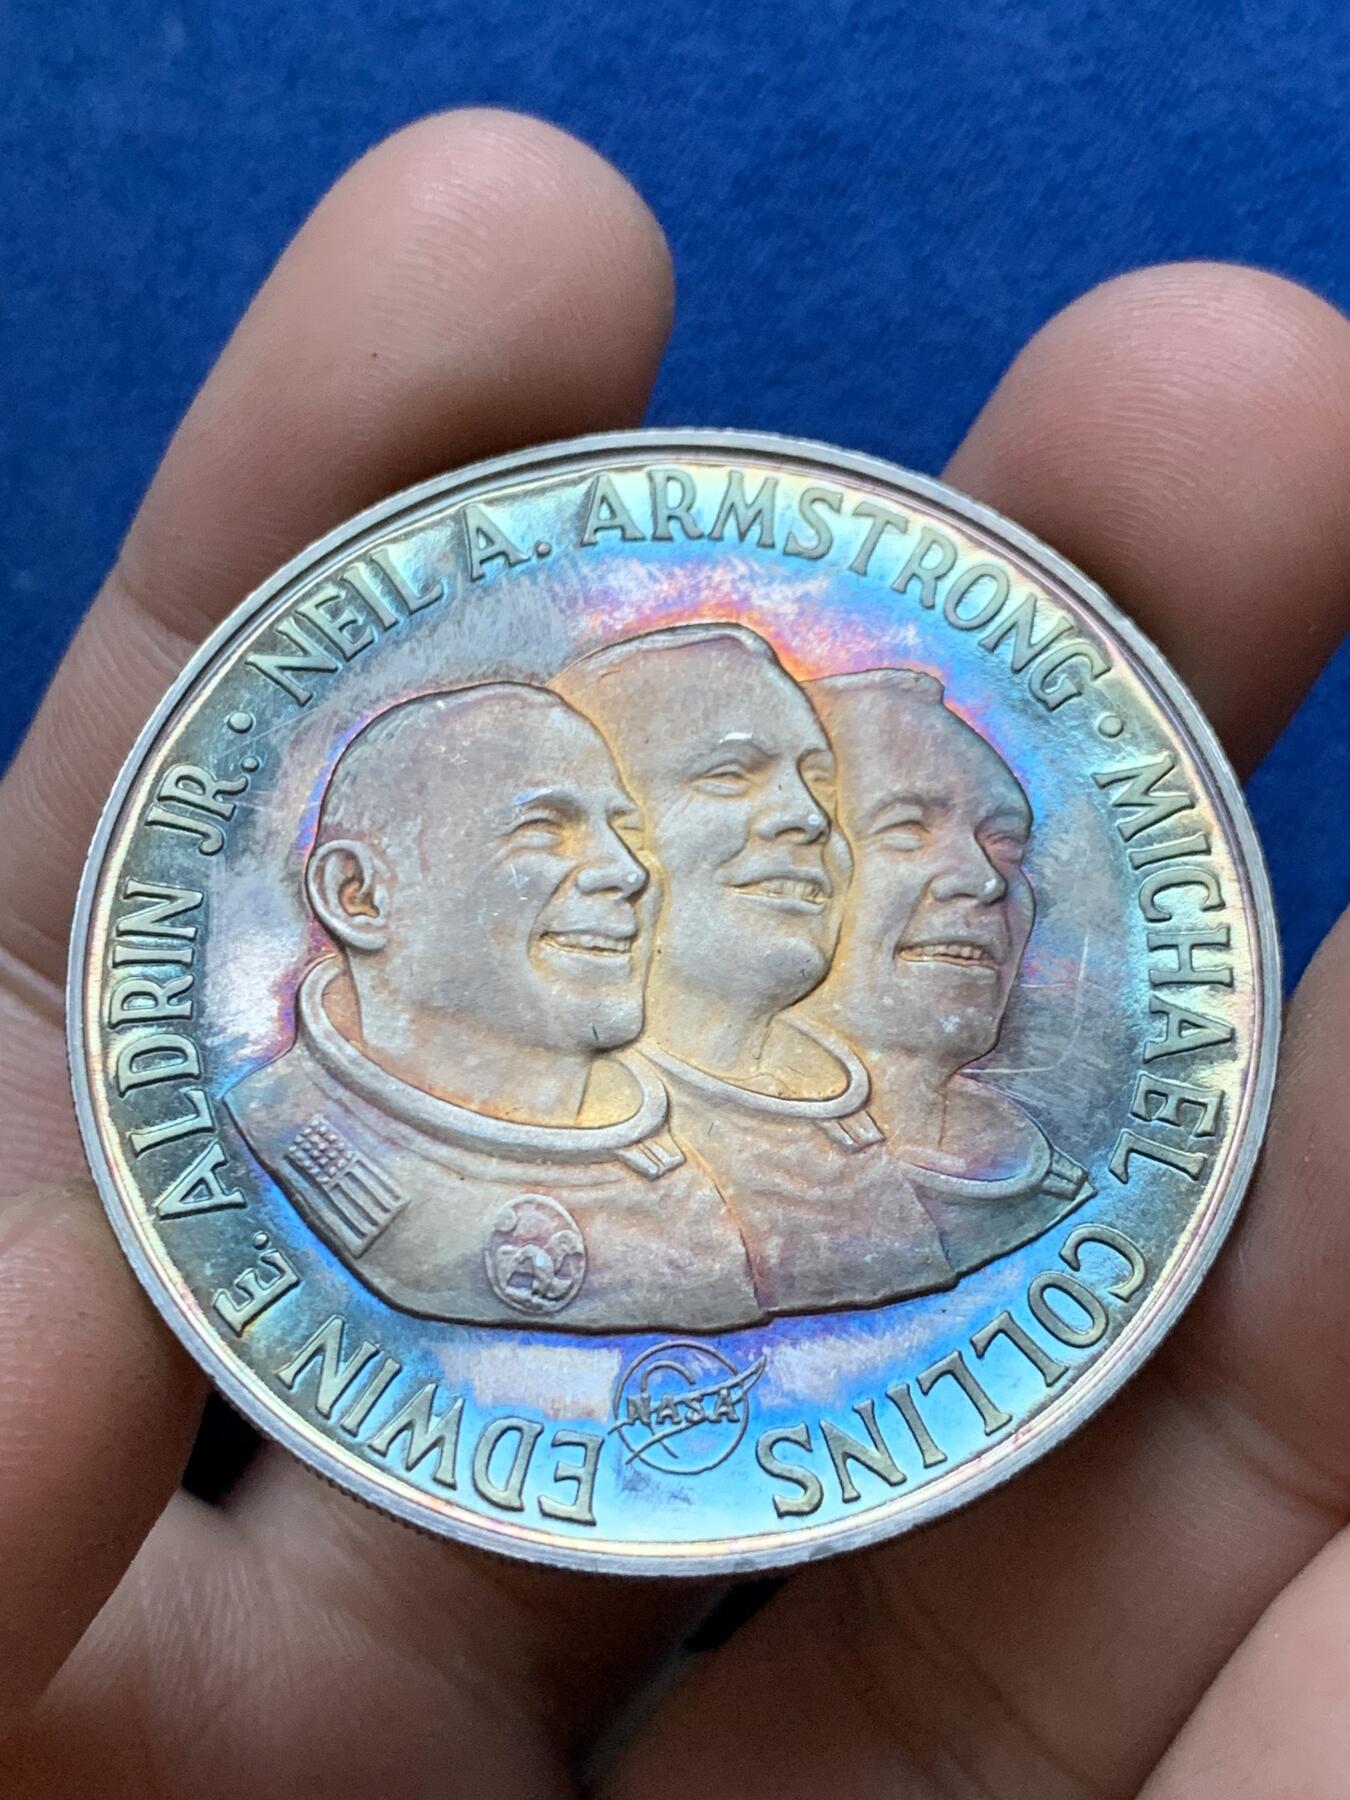 EDWIN E. ALDRIN JR. · NEIL A. ARMSTRONG · MICHAEL COLLINS
NASA